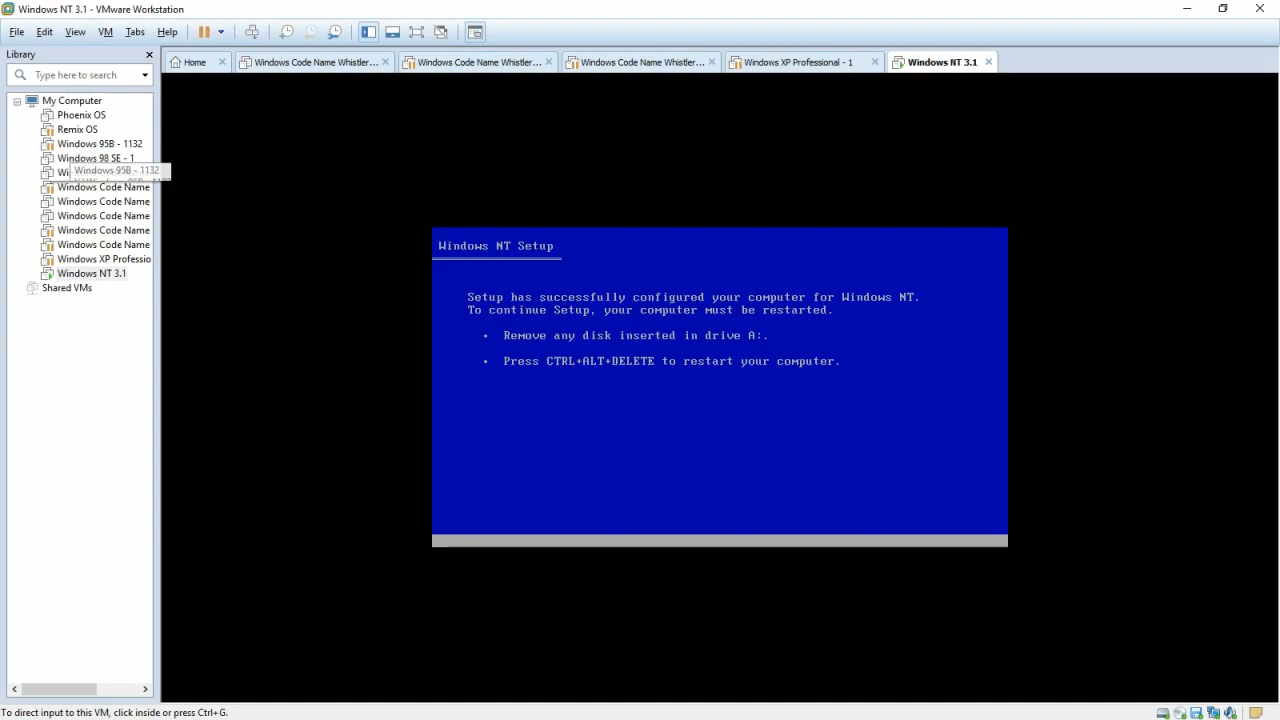 Windows NT 3.1 - VMware Workstation
File Edit View VM Tabs Help
Library
Type here to search
Home
Windows Code Name Whistler...
Windows Code Name Whistler...
Windows Code Name Whistler...
Windows XP Professional - 1
Windows NT 3.1
My Computer
Phoenix OS
Remix OS
Windows 95B - 1132
Windows 98 SE - 1
Wi
Windows 95B - 1132
Windows Code Name
Windows Code Name
Windows Code Name
Windows Code Name
Windows Code Name
Windows XP Professio
Windows NT 3.1
Shared VMs
Windows NT Setup
Setup has successfully configured your computer for Windows NT.
To continue Setup, your computer must be restarted.
• Remove any disk inserted in drive A:.
• Press CTRL+ALT+DELETE to restart your computer.
To direct input to this VM, click inside or press Ctrl+G.